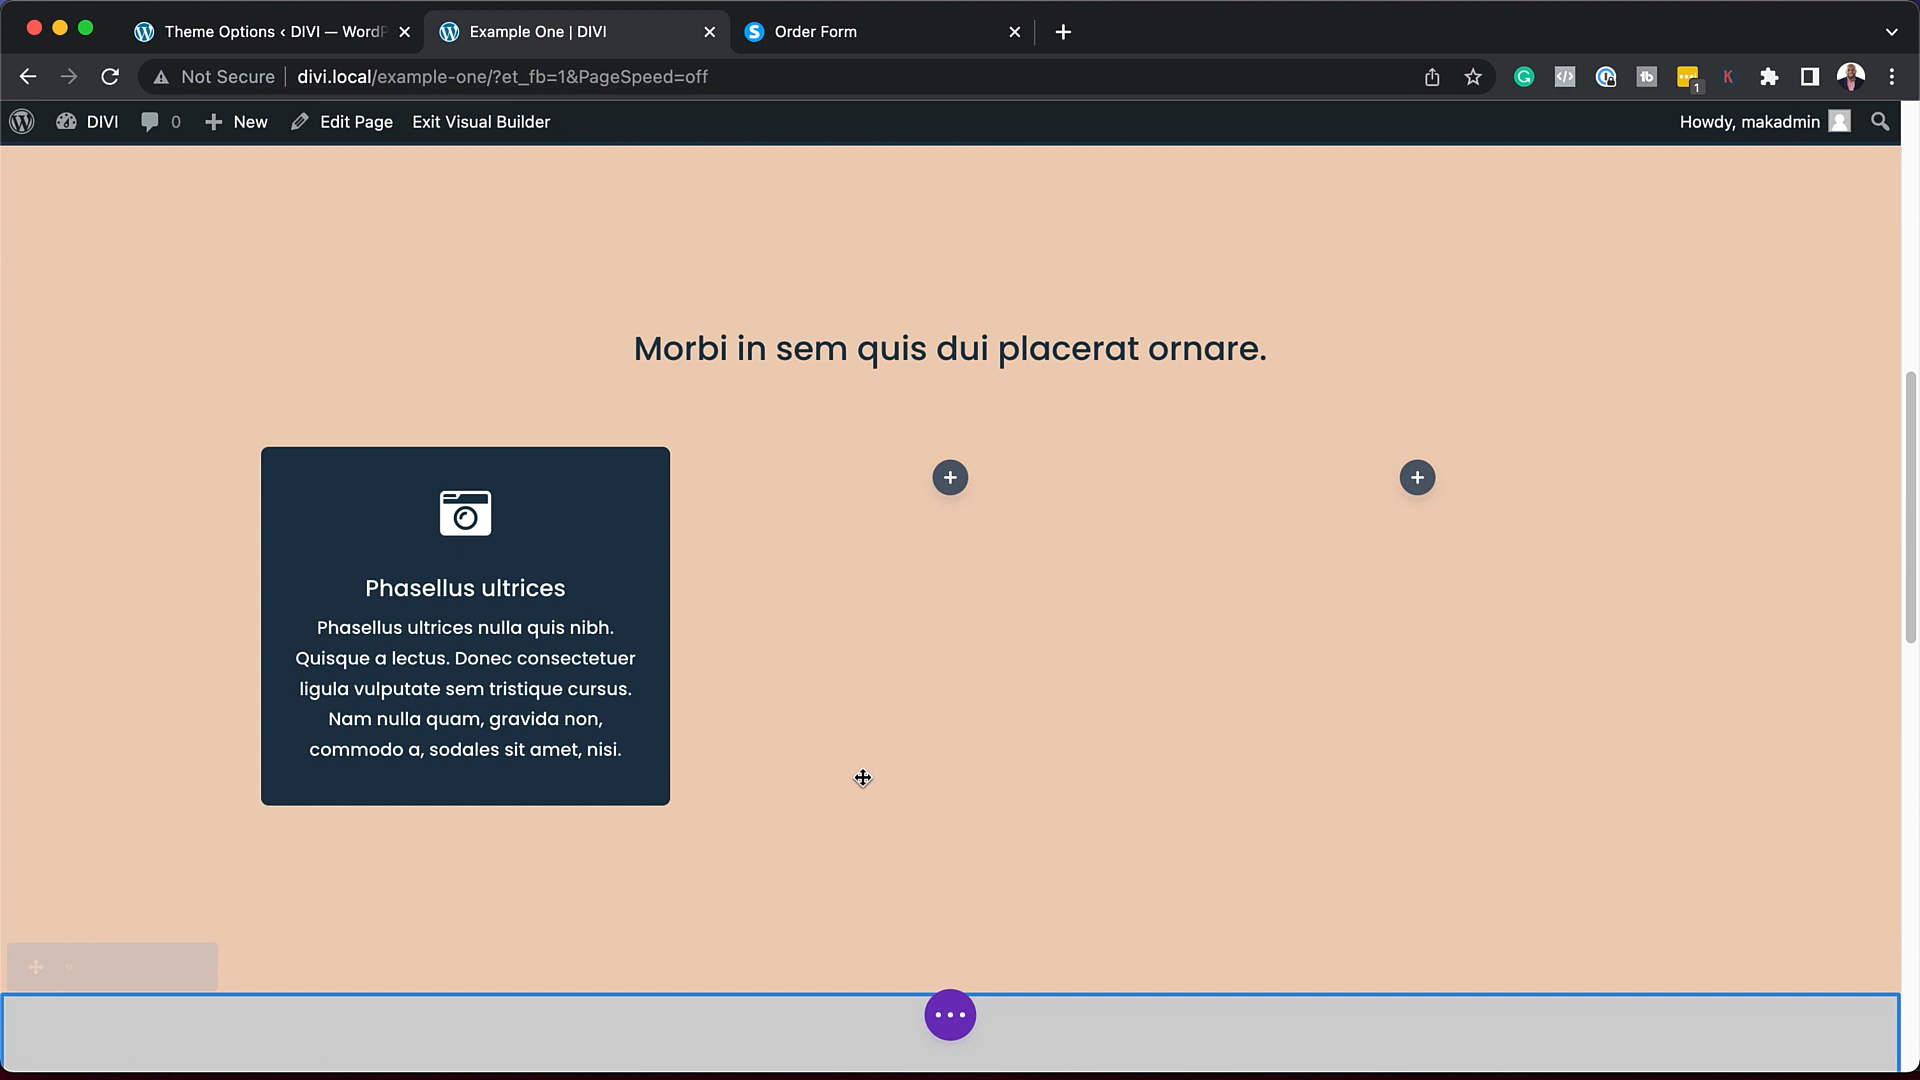 Theme Options ‹ DIVI — WordP
Example One | DIVI
Order Form
Not Secure
divi.local/example-one/?et_fb=1&PageSpeed=off
1
DIVI
0
New
Edit Page
Exit Visual Builder
Howdy, makadmin
Morbi in sem quis dui placerat ornare.
Phasellus ultrices
Phasellus ultrices nulla quis nibh.
Quisque a lectus. Donec consectetuer
ligula vulputate sem tristique cursus.
Nam nulla quam, gravida non,
commodo a, sodales sit amet, nisi.